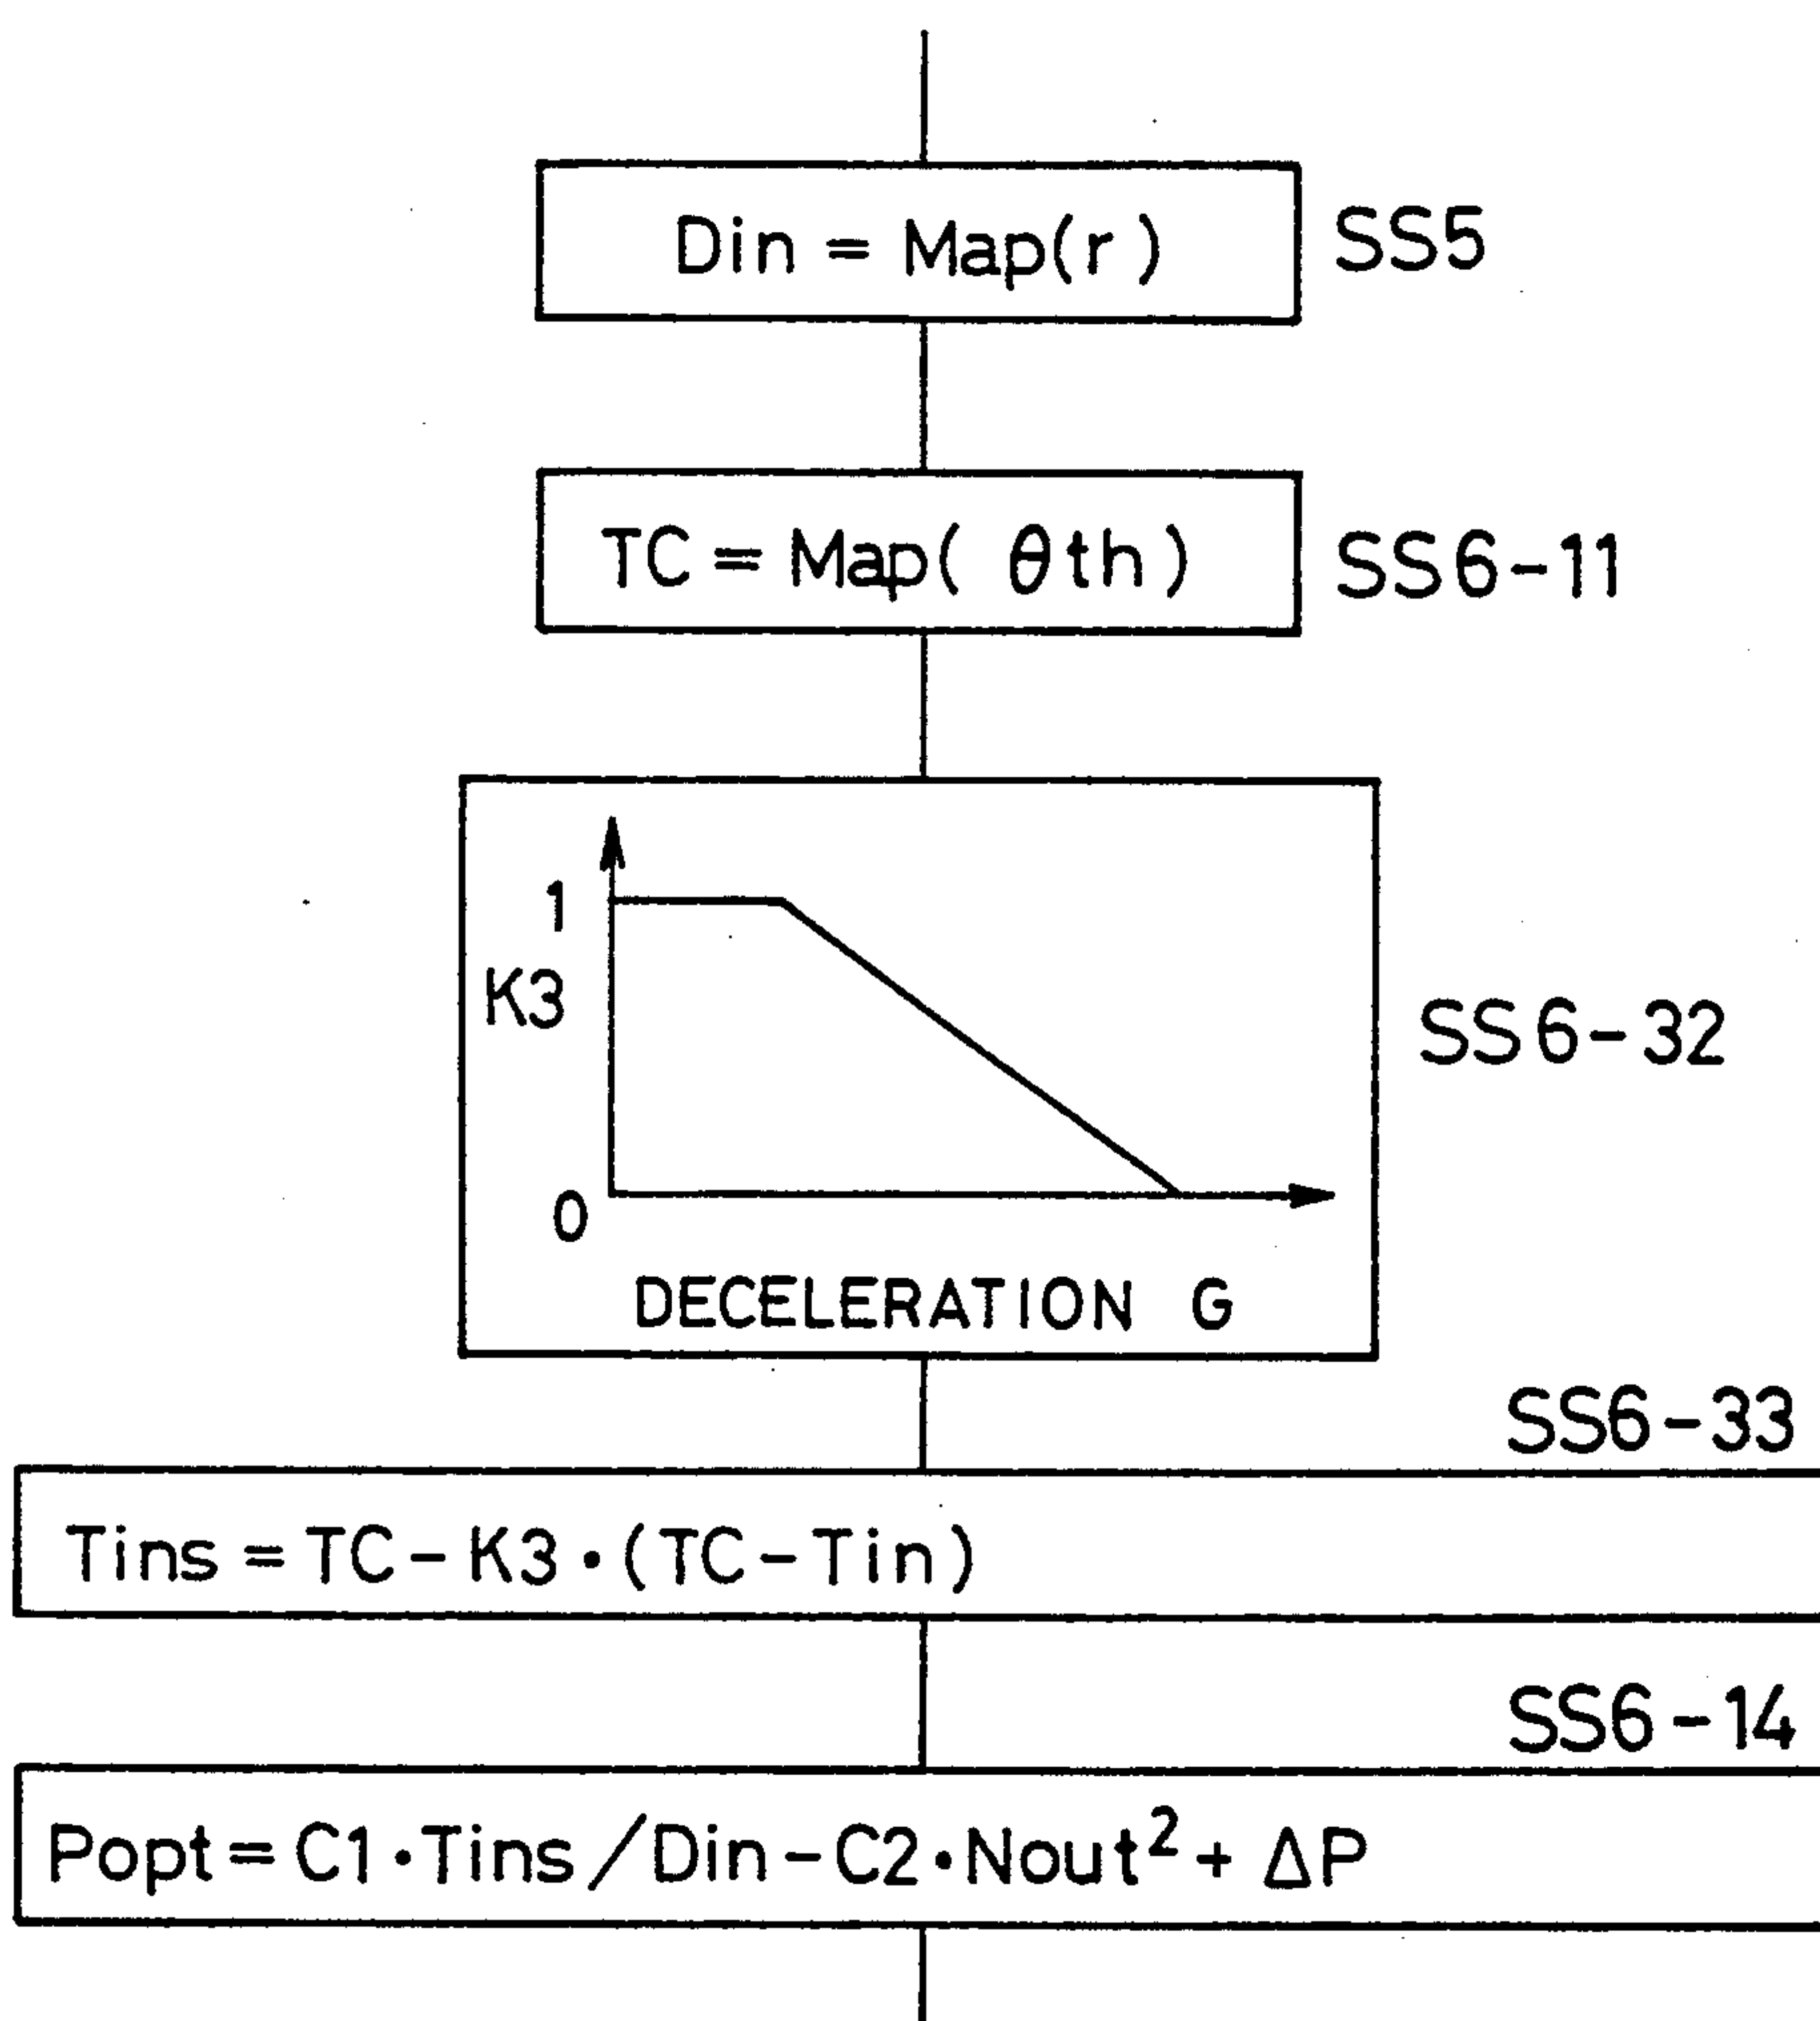 Din = Map(r)
SS5
TC = Map( θth)
SS6-11
1
K3
0
DECELERATION G
SS6-32
SS6-33
Tins = TC - K3·(TC - Tin)
SS6-14
Popt = C1·Tins/Din - C2·Nout² + ΔP